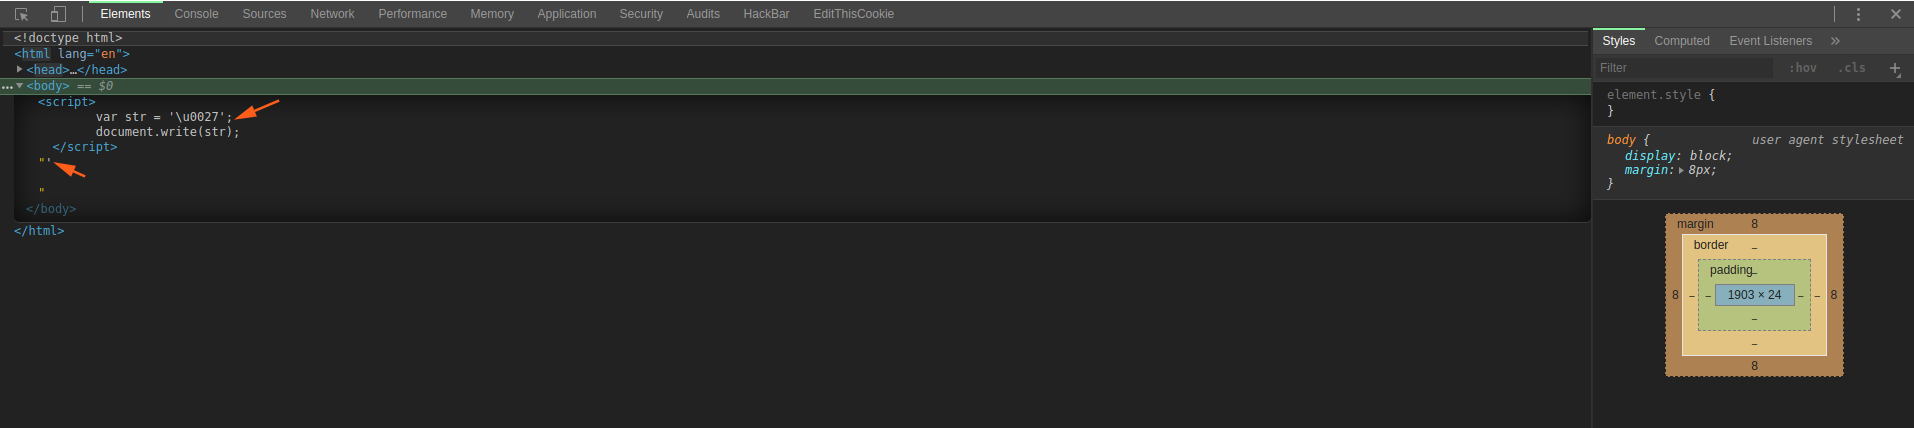 Elements Console Sources Network Performance Memory Application Security Audits HackBar EditThisCookie
<!doctype html>
<html lang="en">
<head>…</head>
<body> == $0
<script>
var str = '\u0027';
document.write(str);
</script>
"'
"
</body>
</html>
Styles Computed Event Listeners »
Filter :hov .cls +
element.style {
}
body { user agent stylesheet
display: block;
margin: 8px;
}
margin 8
border –
padding –
8 – – 1903 × 24 – – 8
–
–
8